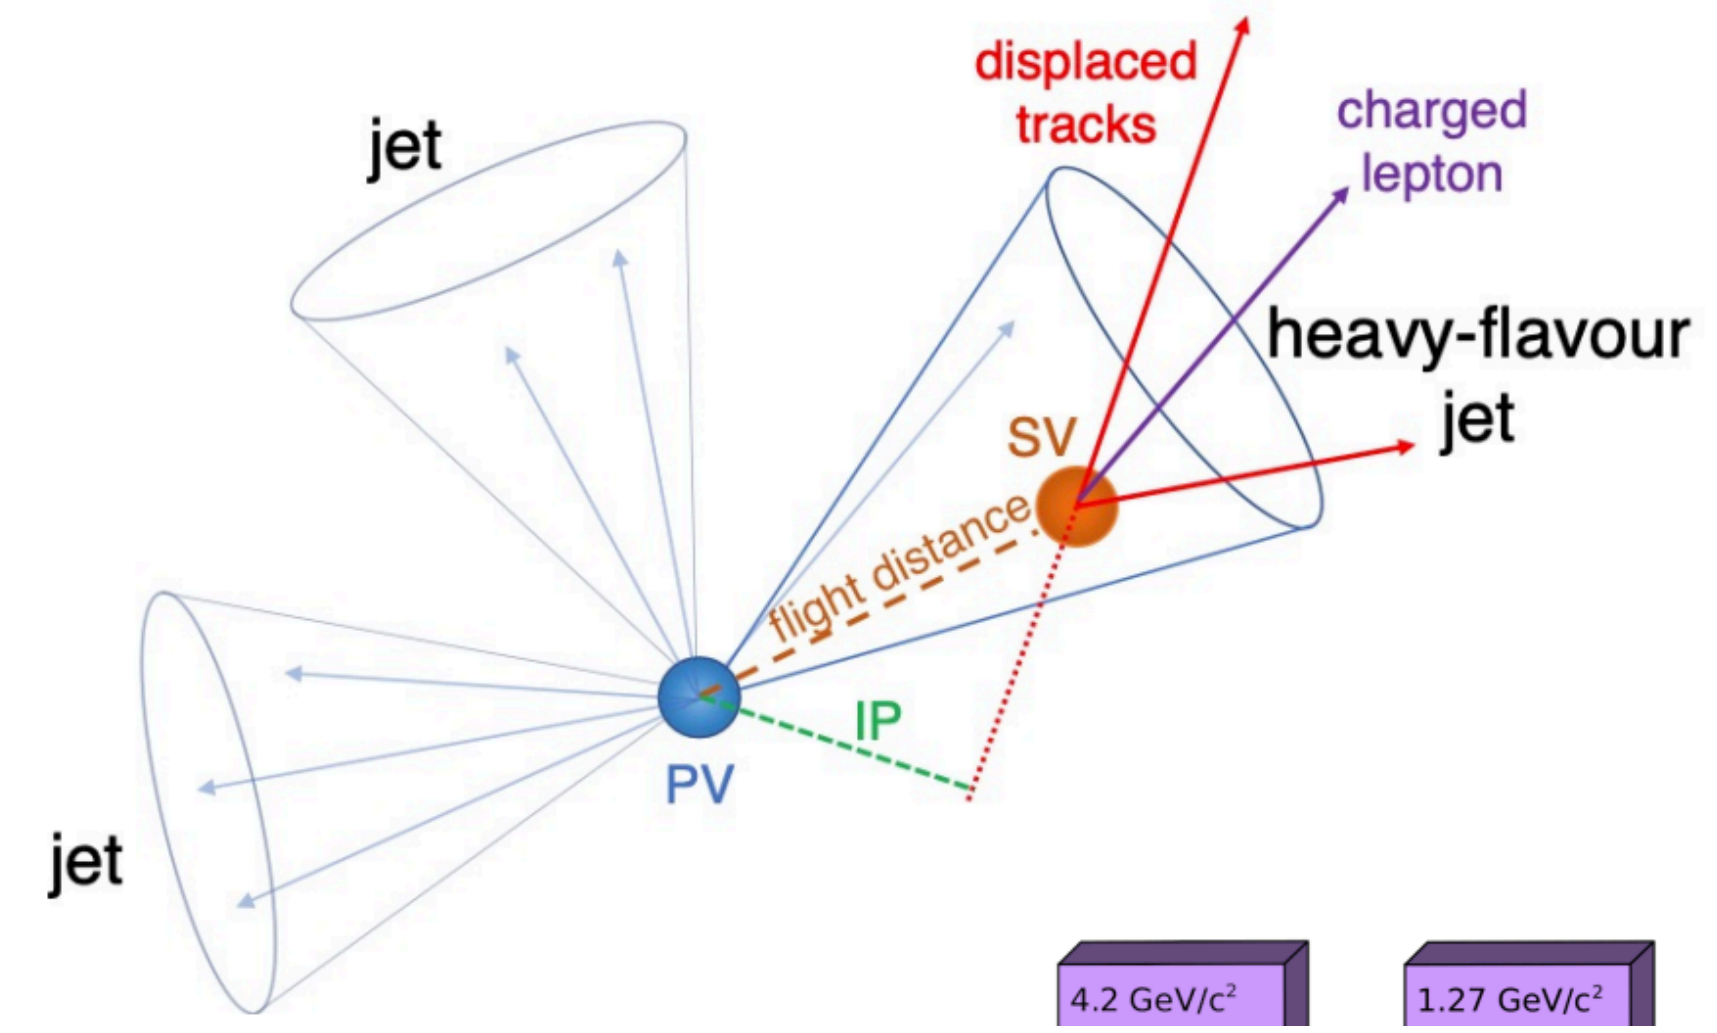 displaced
tracks
charged
lepton
jet
heavy-flavour
jet
SV
flight distance
IP
PV
jet
4.2 GeV/c²
1.27 GeV/c²